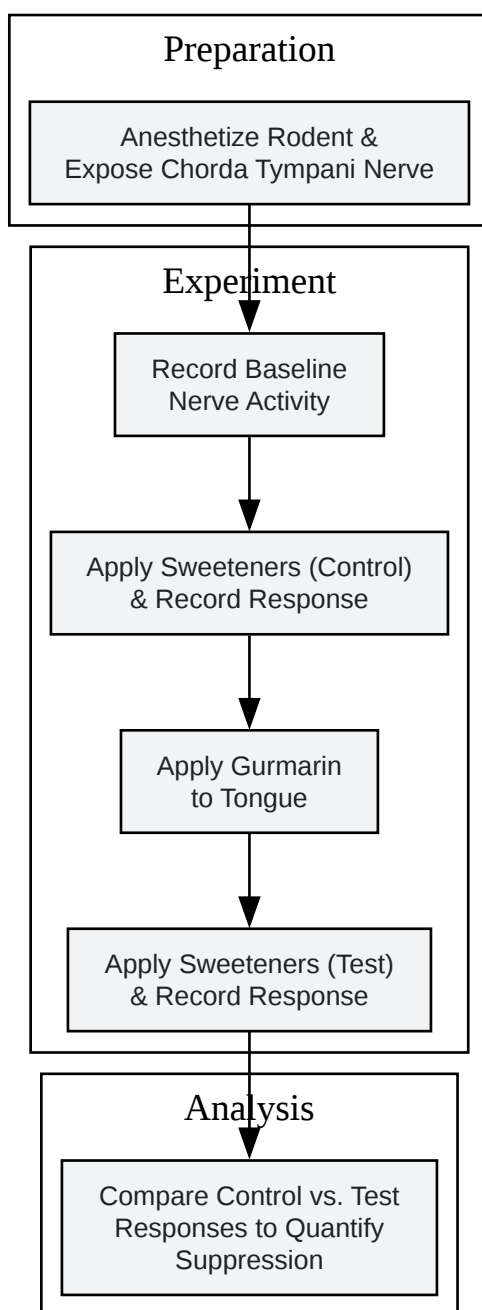 Preparation
Anesthetize Rodent &
Expose Chorda Tympani Nerve
Experiment
Record Baseline
Nerve Activity
Apply Sweeteners (Control)
& Record Response
Apply Gurmarin
to Tongue
Apply Sweeteners (Test)
& Record Response
Analysis
Compare Control vs. Test
Responses to Quantify
Suppression